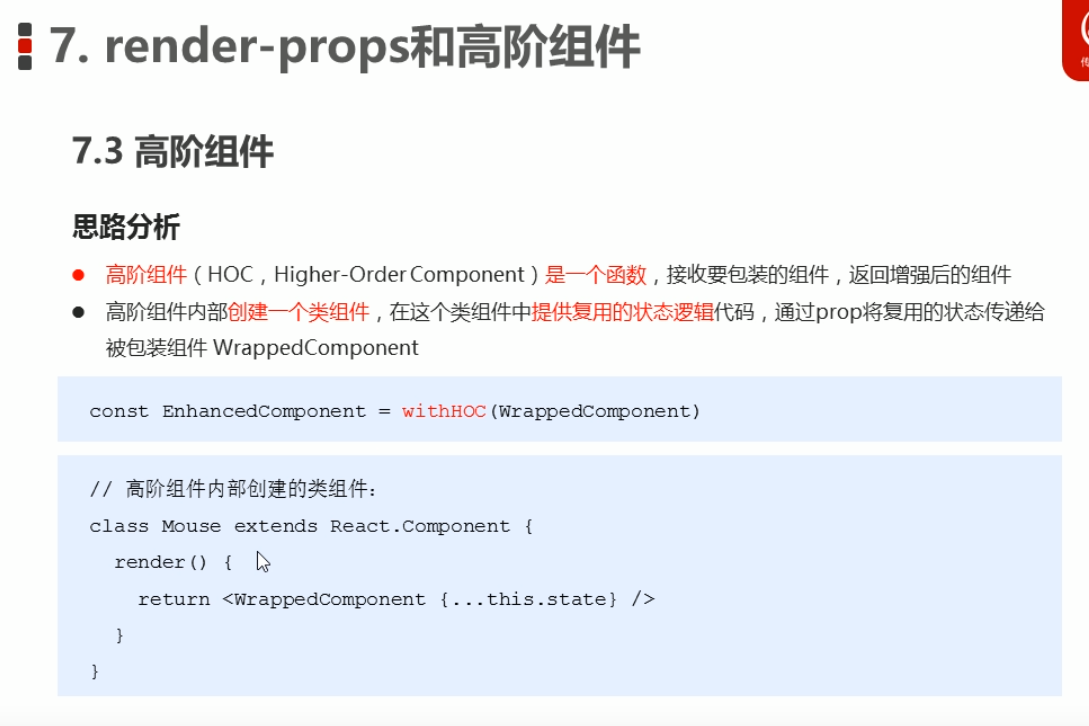 7. render-props和高阶组件
传
7.3 高阶组件
思路分析
高阶组件（HOC，Higher-Order Component）是一个函数，接收要包装的组件，返回增强后的组件
高阶组件内部创建一个类组件，在这个类组件中提供复用的状态逻辑代码，通过prop将复用的状态传递给
被包装组件 WrappedComponent
const EnhancedComponent = withHOC(WrappedComponent)
// 高阶组件内部创建的类组件:
class Mouse extends React.Component {
render() {
return <WrappedComponent {...this.state} />
}
}